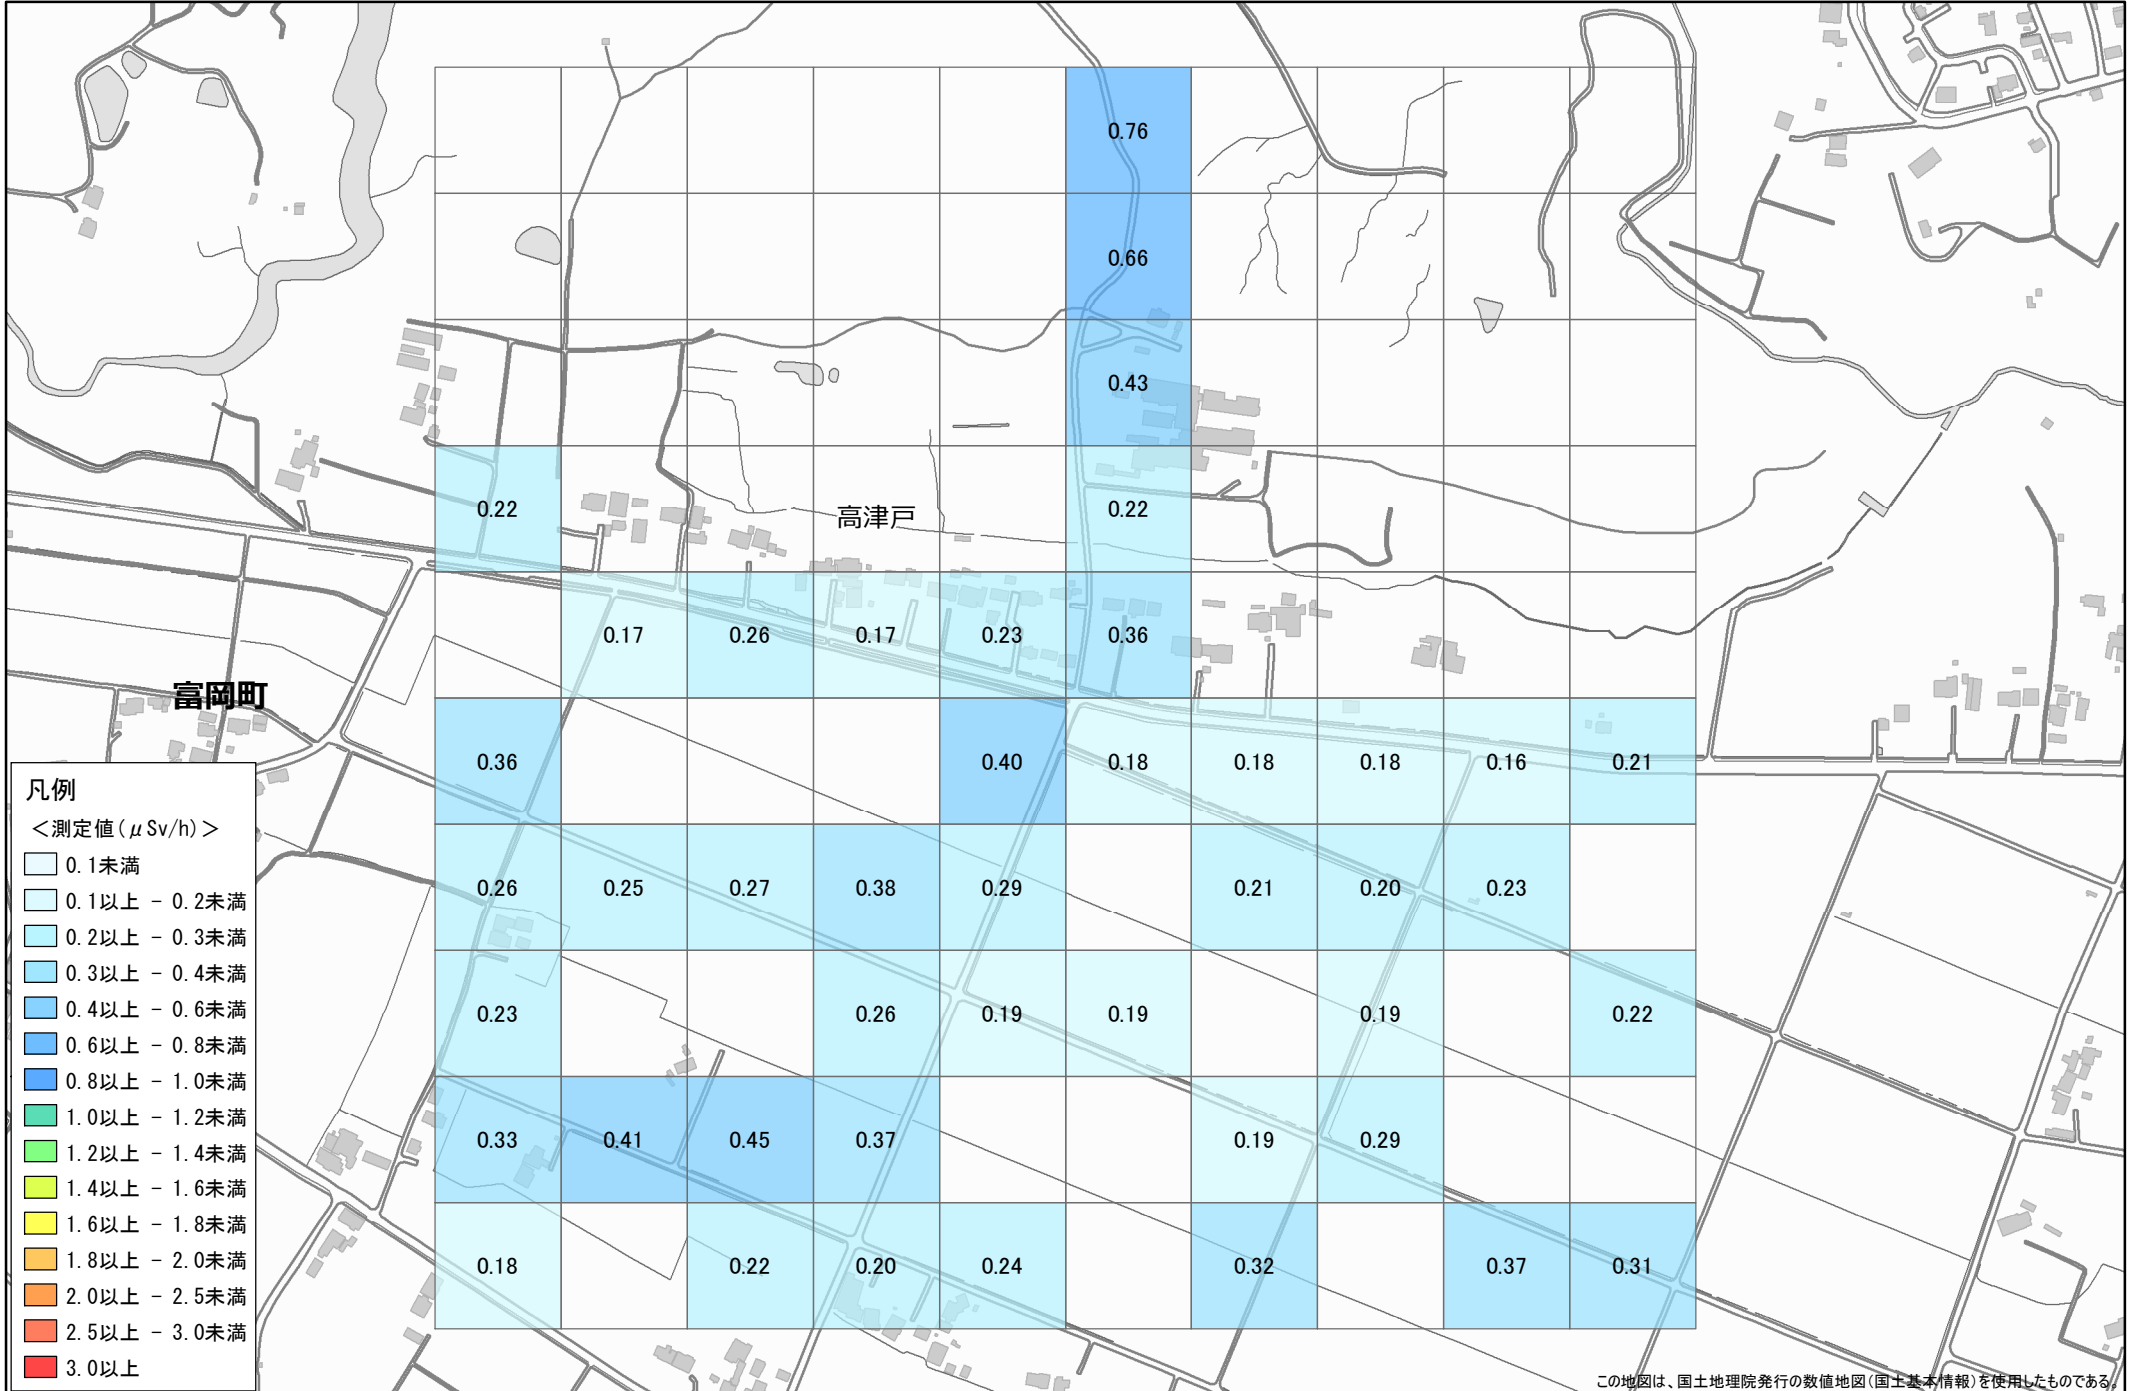 0.76
0.66
0.43
0.22
高津戸
0.22
0.17
0.26
0.17
0.23
0.36
富岡町
0.36
0.40
0.18
0.18
0.18
0.16
0.21
0.26
0.25
0.27
0.38
0.29
0.21
0.20
0.23
0.23
0.26
0.19
0.19
0.19
0.22
0.33
0.41
0.45
0.37
0.19
0.29
0.18
0.22
0.20
0.24
0.32
0.37
0.31
凡例
＜測定値(μSv/h)＞
0.1未満
0.1以上 - 0.2未満
0.2以上 - 0.3未満
0.3以上 - 0.4未満
0.4以上 - 0.6未満
0.6以上 - 0.8未満
0.8以上 - 1.0未満
1.0以上 - 1.2未満
1.2以上 - 1.4未満
1.4以上 - 1.6未満
1.6以上 - 1.8未満
1.8以上 - 2.0未満
2.0以上 - 2.5未満
2.5以上 - 3.0未満
3.0以上
この地図は、国土地理院発行の数値地図(国土基本情報)を使用したものである。